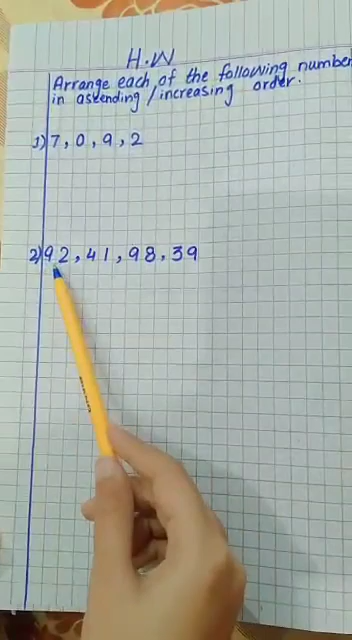 H.W
Arrange each of the following number
in asending / increasing order.
1) 7, 0, 9, 2
2) 92, 41, 98, 39